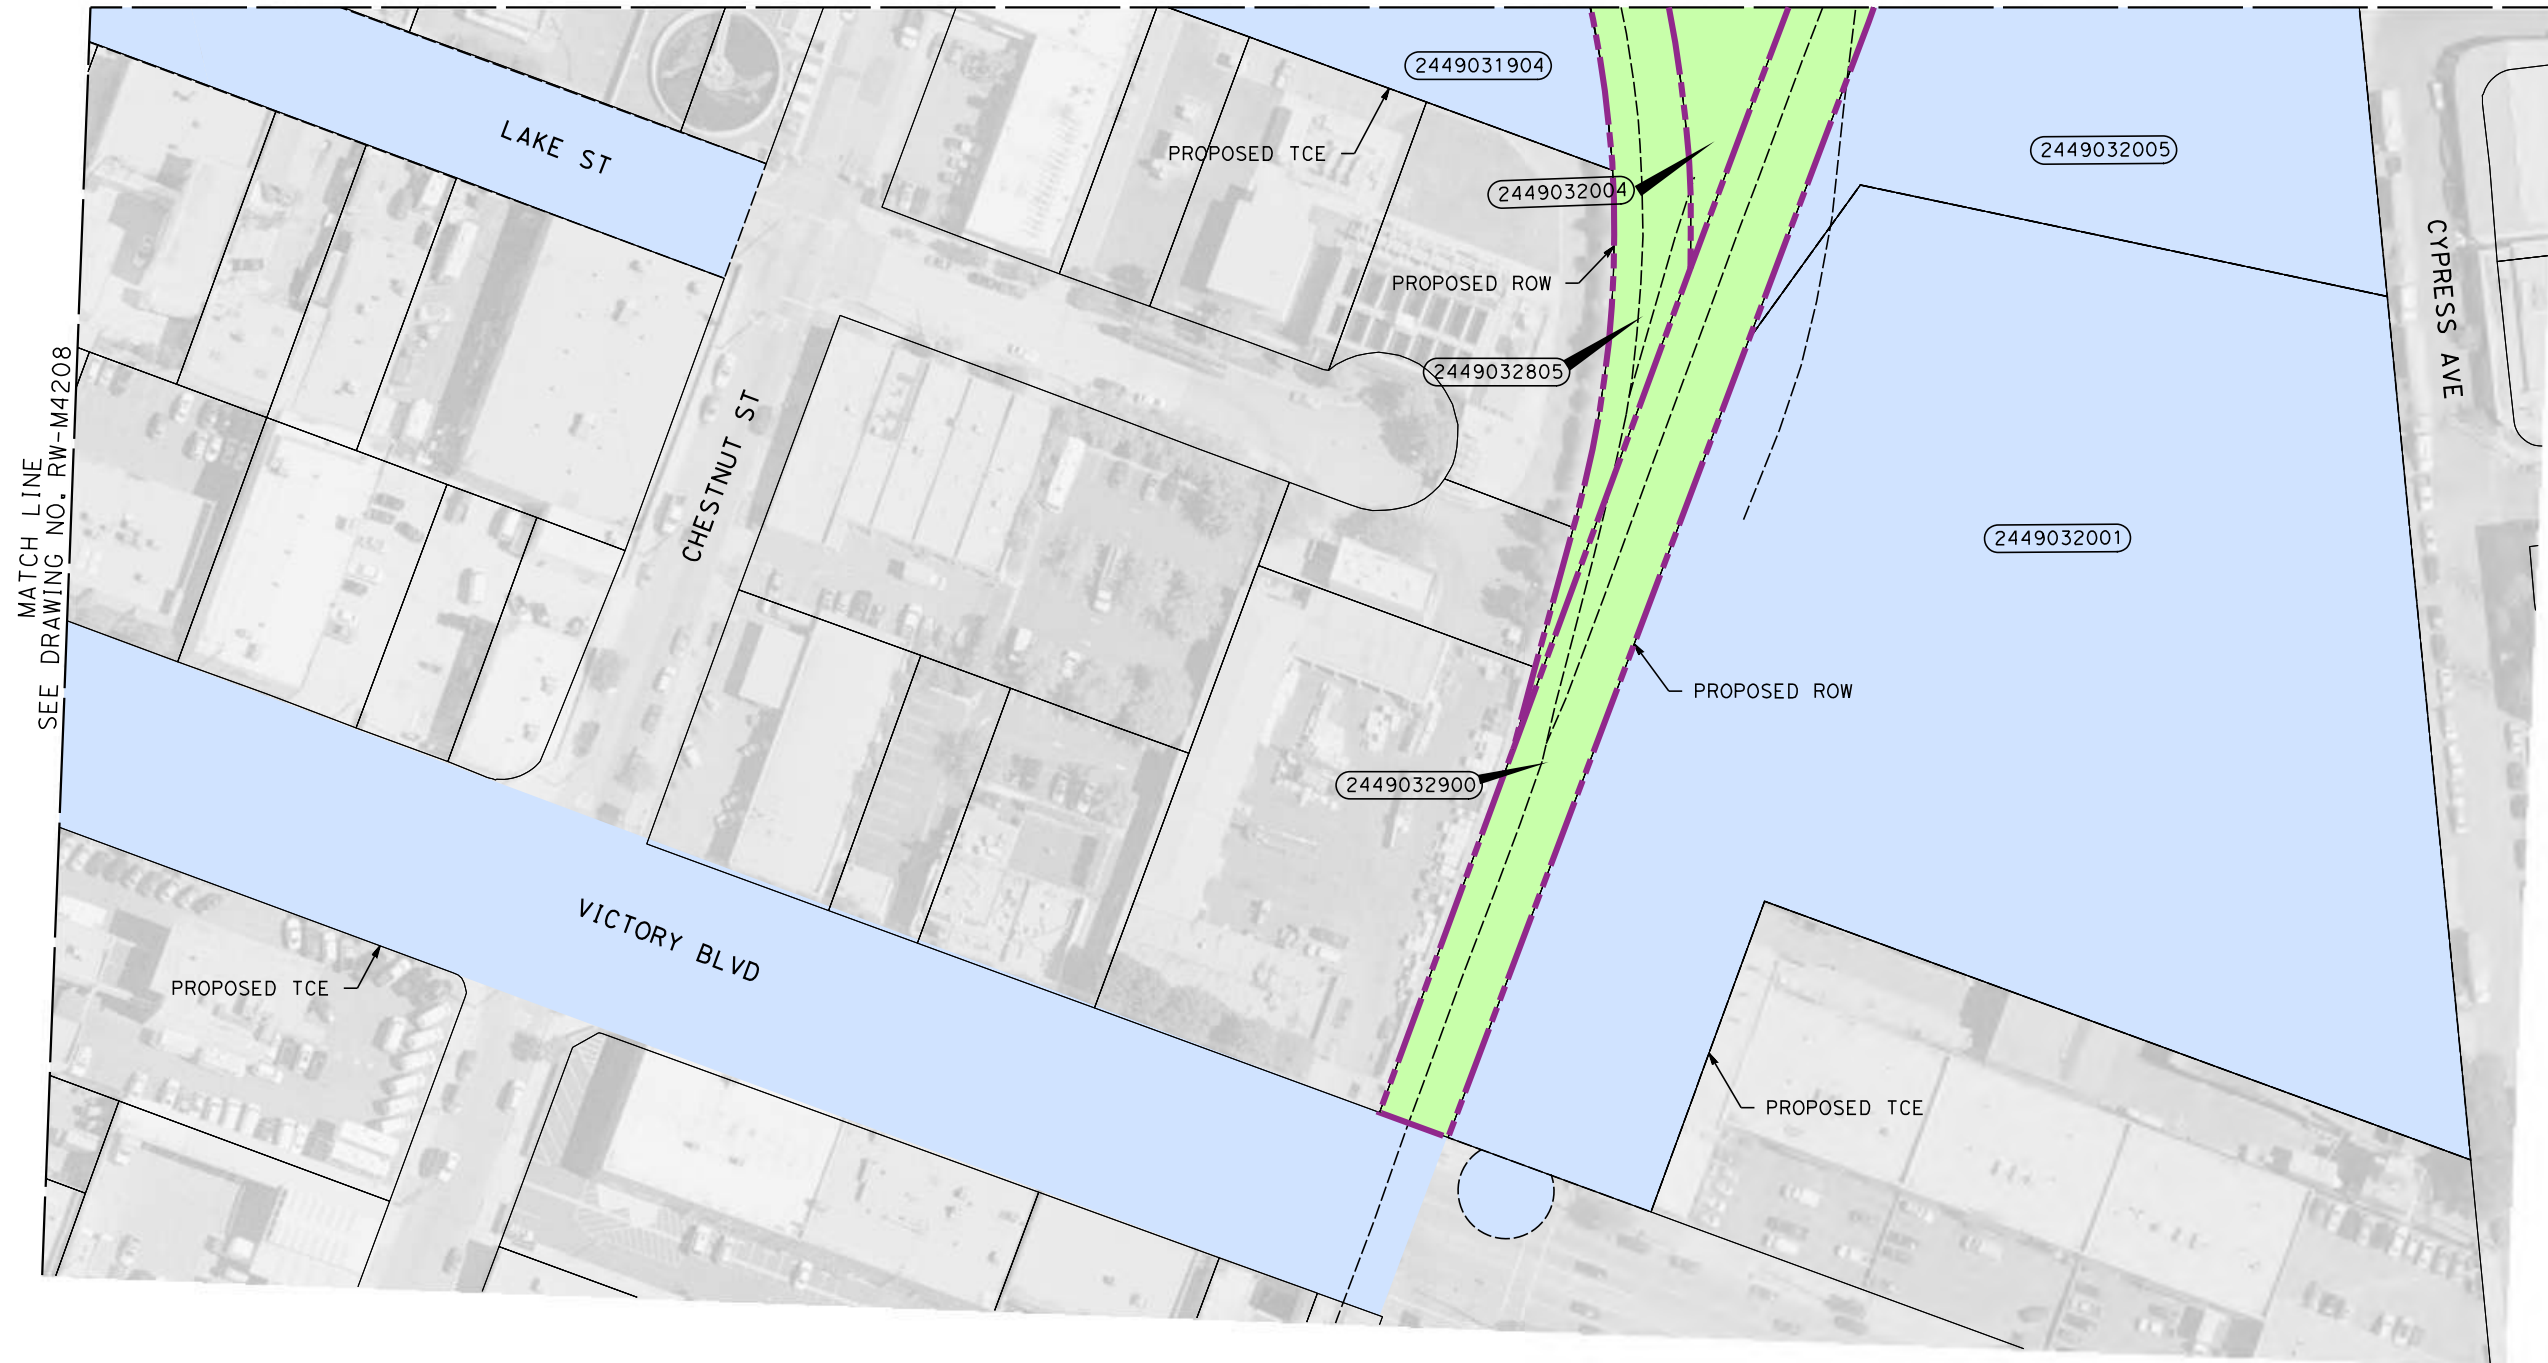 2449031904
LAKE ST
PROPOSED TCE
2449032005
2449032004
PROPOSED ROW
CYPRESS AVE
2449032805
CHESTNUT ST
MATCH LINE
SEE DRAWING NO. RW-M4208
2449032001
PROPOSED ROW
2449032900
VICTORY BLVD
PROPOSED TCE
PROPOSED TCE